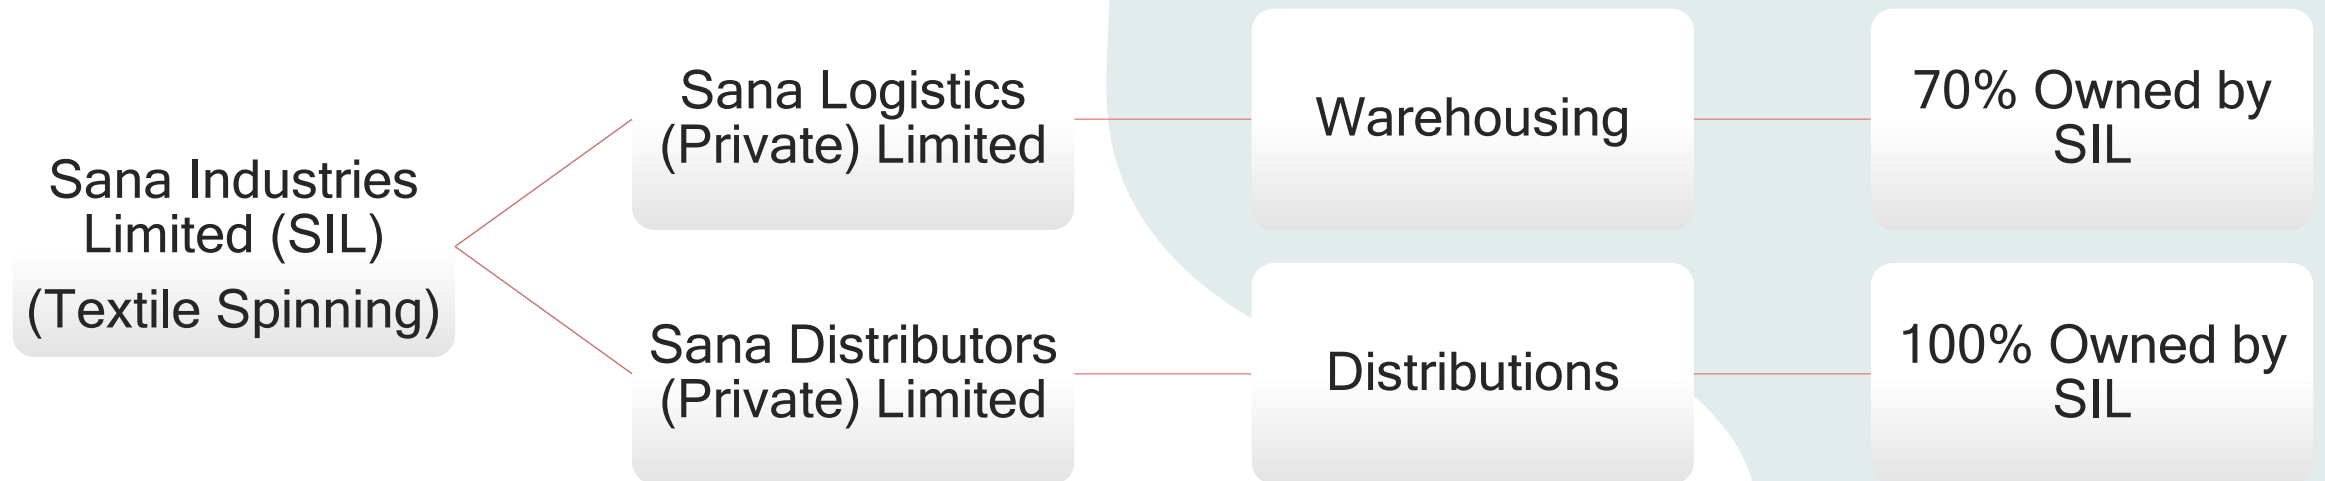 Sana Industries
Limited (SIL)
(Textile Spinning)
Sana Logistics
(Private) Limited
Warehousing
70% Owned by
SIL
Sana Distributors
(Private) Limited
Distributions
100% Owned by
SIL